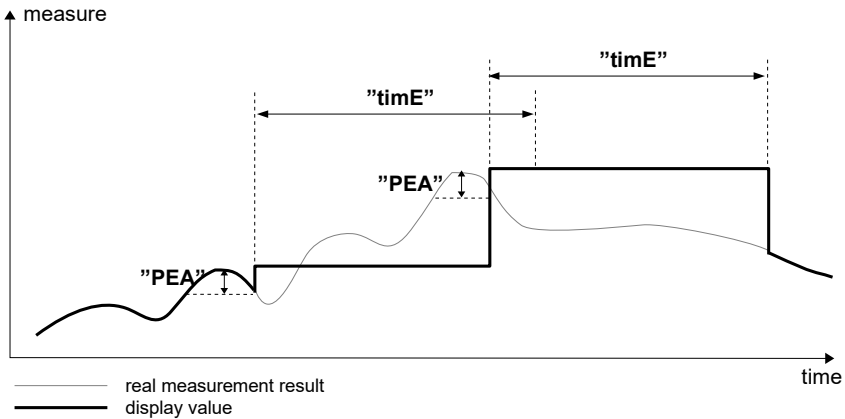 measure
”timE”
”timE”
”PEA”
”PEA”
time
real measurement result
display value